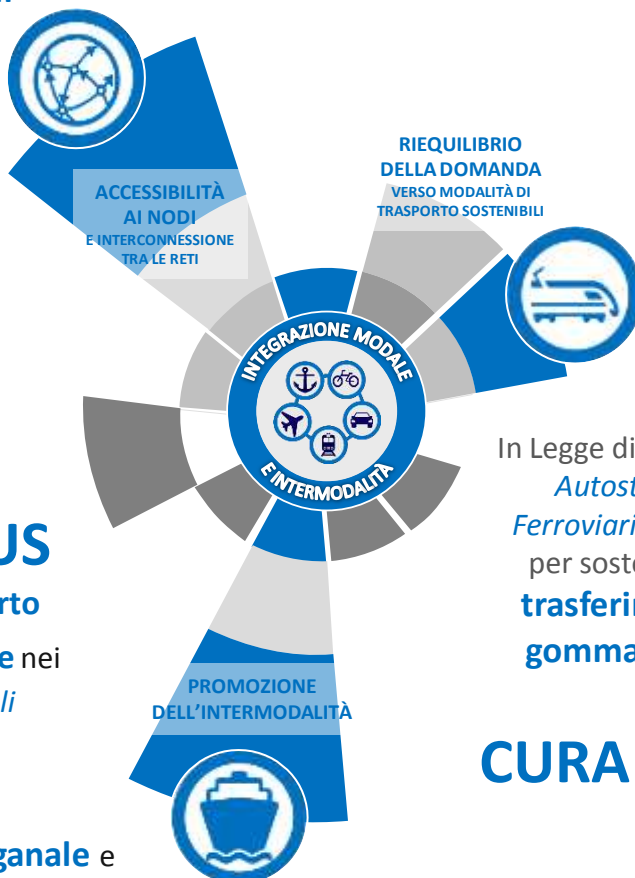 ACCESSIBILITÀ
AI NODI
E INTERCONNESSIONE
TRA LE RETI
RIEQUILIBRIO
DELLA DOMANDA
VERSO MODALITÀ DI
TRASPORTO SOSTENIBILI
INTEGRAZIONE MODALE
E INTERMODALITÀ
In Legge di
Autost
Ferroviari
per soste
trasferin
gomma
US
rto
e nei
li
PROMOZIONE
DELL'INTERMODALITÀ
CURA
ganale e